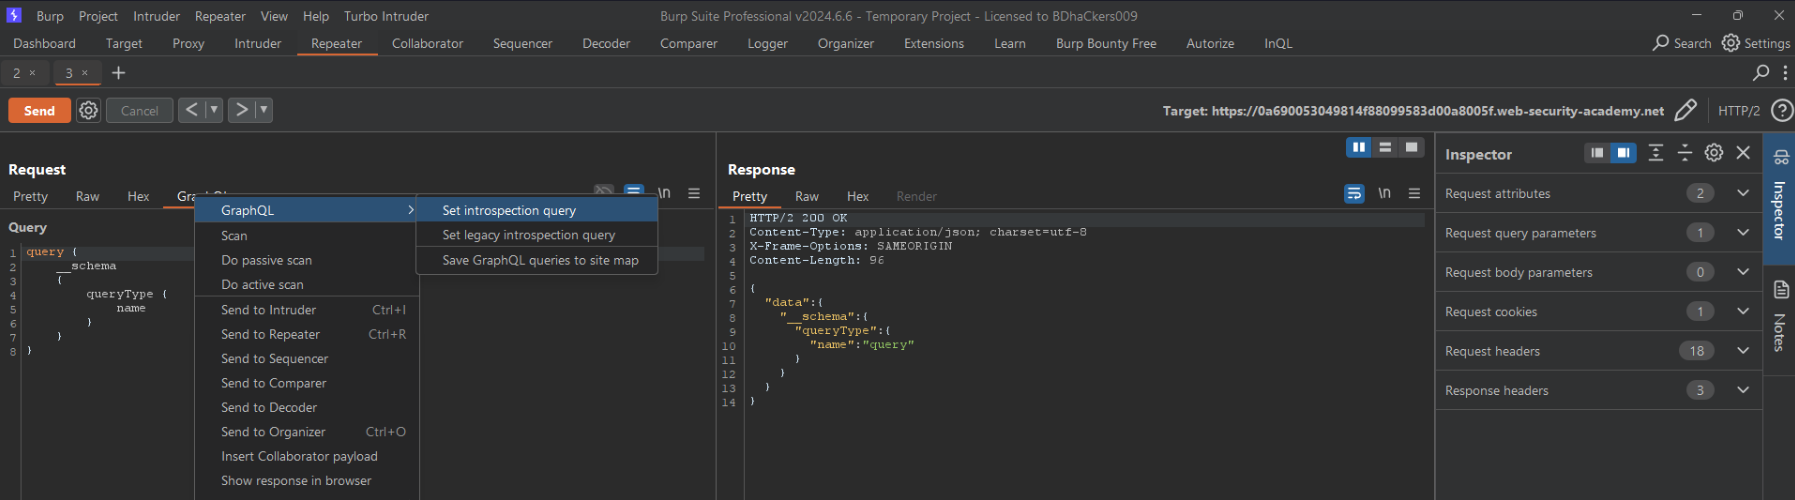 Burp Project Intruder Repeater View Help Turbo Intruder Burp Suite Professional v2024.6.6 - Temporary Project - Licensed to BDhaCkers009
Dashboard Target Proxy Intruder Repeater Collaborator Sequencer Decoder Comparer Logger Organizer Extensions Learn Burp Bounty Free Autorize InQL Search Settings
2 × 3 × +
Send Cancel < > Target: https://0a690053049814f88099583d00a8005f.web-security-academy.net HTTP/2 ?
Request
Pretty Raw Hex \n
Query
1 query {
2 __schema
3 {
4 queryType {
5 name
6 }
7 }
8 }
GraphQL >
Scan
Do passive scan
Do active scan
Send to Intruder Ctrl+I
Send to Repeater Ctrl+R
Send to Sequencer
Send to Comparer
Send to Decoder
Send to Organizer Ctrl+O
Insert Collaborator payload
Show response in browser
Set introspection query
Set legacy introspection query
Save GraphQL queries to site map
Response
Pretty Raw Hex Render \n
1 HTTP/2 200 OK
2 Content-Type: application/json; charset=utf-8
3 X-Frame-Options: SAMEORIGIN
4 Content-Length: 96
5
6 {
7 "data":{
8 "__schema":{
9 "queryType":{
10 "name":"query"
11 }
12 }
13 }
14 }
Inspector
Request attributes 2
Request query parameters 1
Request body parameters 0
Request cookies 1
Request headers 18
Response headers 3
Inspector
Notes